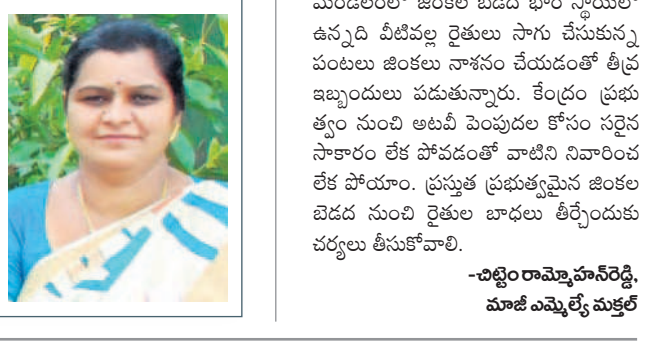 మండలంలో జింకల బెడద భారీ స్థాయిలో
ఉన్నది వీటివల్ల రైతులు సాగు చేసుకున్న
పంటలు జింకలు నాశనం చేయడంతో తీవ్ర
ఇబ్బందులు పడుతున్నారు. కేంద్రం ప్రభు
త్వం నుంచి అటవీ పెంపుదల కోసం సరైన
సాకారం లేక పోవడంతో వాటిని నివారించ
లేక పోయాం. ప్రస్తుత ప్రభుత్వమైన జింకల
బెడద నుంచి రైతుల బాధలు తీర్చేందుకు
చర్యలు తీసుకోవాలి.
-చిట్టెం రామ్మోహన్‌రెడ్డి,
మాజీ ఎమ్మెల్యే మక్తల్